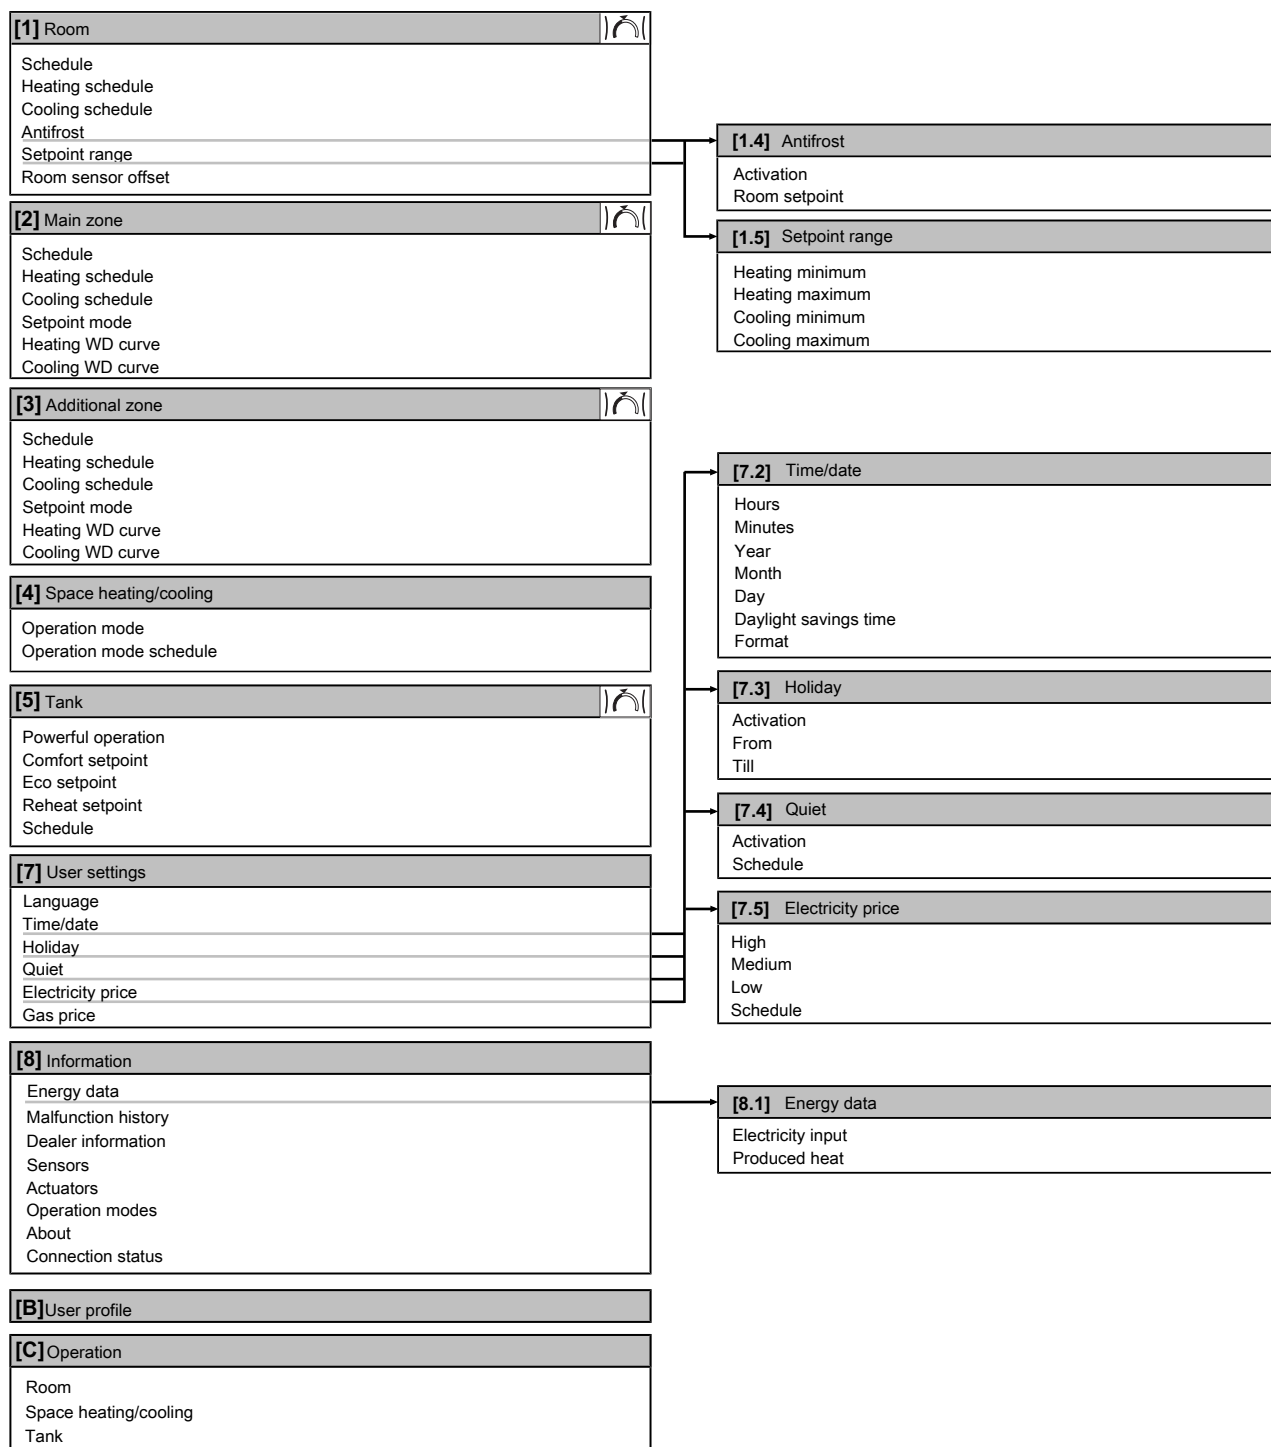 [1] Room
Schedule
Heating schedule
Cooling schedule
Antifrost
Setpoint range
Room sensor offset
[1.4] Antifrost
Activation
Room setpoint
[1.5] Setpoint range
Heating minimum
Heating maximum
Cooling minimum
Cooling maximum
[2] Main zone
Schedule
Heating schedule
Cooling schedule
Setpoint mode
Heating WD curve
Cooling WD curve
[3] Additional zone
Schedule
Heating schedule
Cooling schedule
Setpoint mode
Heating WD curve
Cooling WD curve
[4] Space heating/cooling
Operation mode
Operation mode schedule
[5] Tank
Powerful operation
Comfort setpoint
Eco setpoint
Reheat setpoint
Schedule
[7] User settings
Language
Time/date
Holiday
Quiet
Electricity price
Gas price
[7.2] Time/date
Hours
Minutes
Year
Month
Day
Daylight savings time
Format
[7.3] Holiday
Activation
From
Till
[7.4] Quiet
Activation
Schedule
[7.5] Electricity price
High
Medium
Low
Schedule
[8] Information
Energy data
Malfunction history
Dealer information
Sensors
Actuators
Operation modes
About
Connection status
[8.1] Energy data
Electricity input
Produced heat
[B] User profile
[C] Operation
Room
Space heating/cooling
Tank